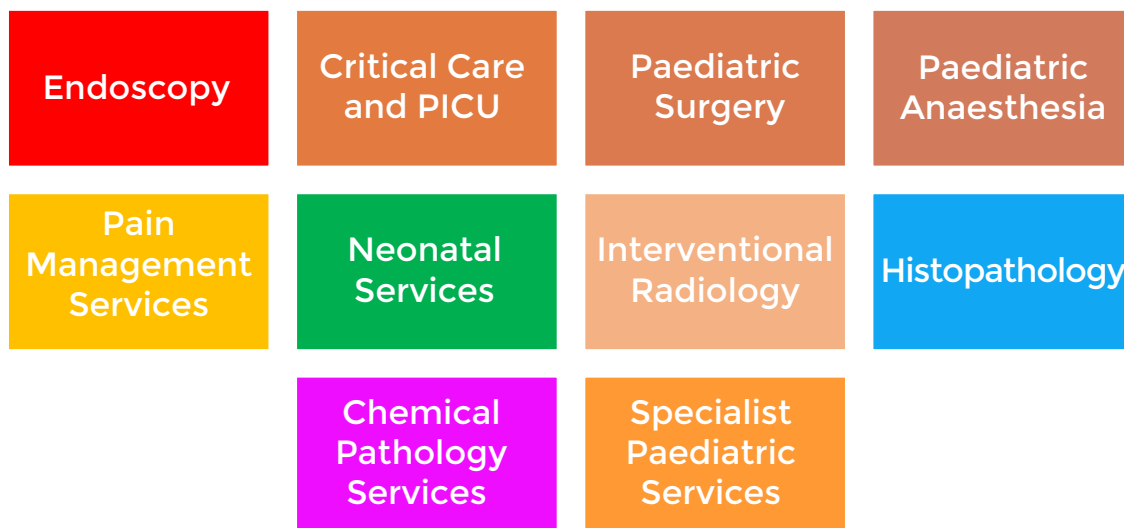 Endoscopy
Critical Care
and PICU
Paediatric
Surgery
Paediatric
Anaesthesia
Pain
Management
Services
Neonatal
Services
Interventional
Radiology
Histopathology
Chemical
Pathology
Services
Specialist
Paediatric
Services